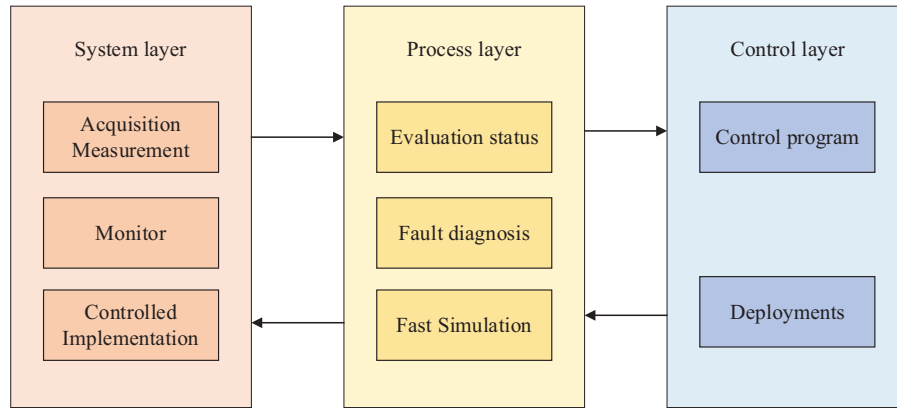 System layer
Acquisition
Measurement
Monitor
Controlled
Implementation
Process layer
Evaluation status
Fault diagnosis
Fast Simulation
Control layer
Control program
Deployments